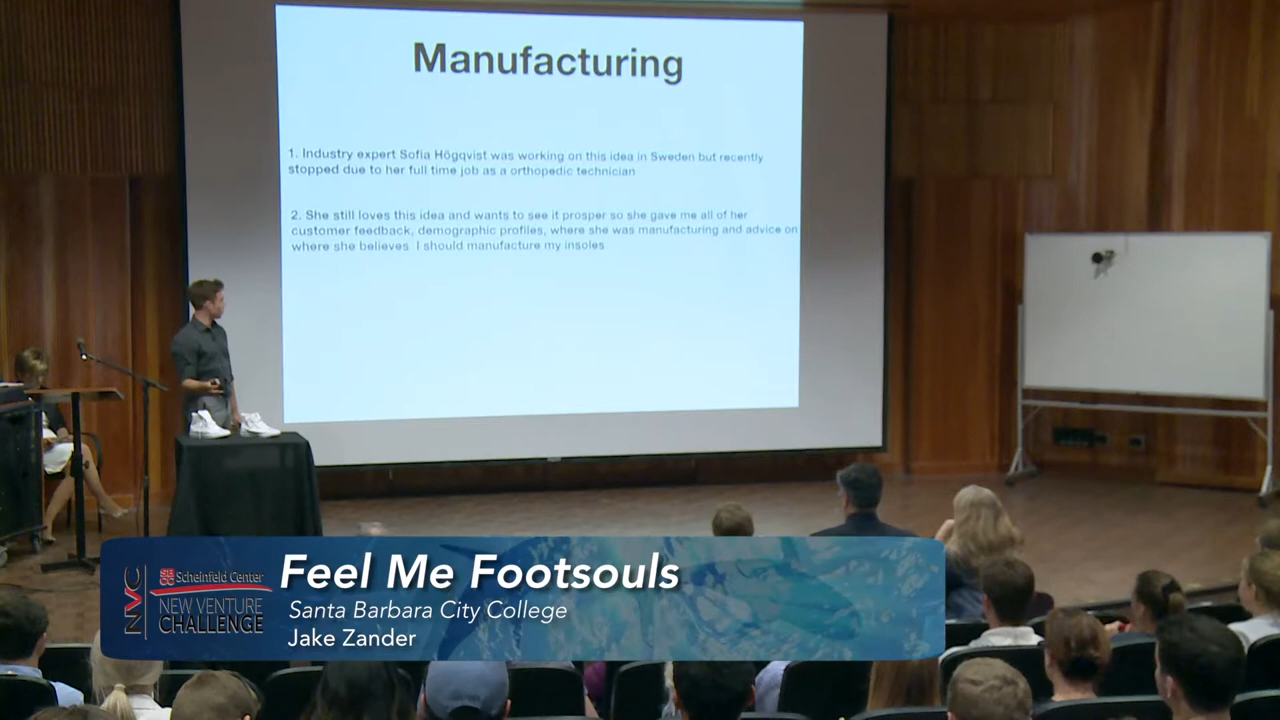 Manufacturing
1. Industry expert Sofia Högqvist was working on this idea in Sweden but recently
stopped due to her full time job as a orthopedic technician
2. She still loves this idea and wants to see it prosper so she gave me all of her
customer feedback, demographic profiles, where she was manufacturing and advice on
where she believes I should manufacture my insoles
NVC
SBCC
Scheinfeld Center
NEW VENTURE
CHALLENGE
Feel Me Footsouls
Santa Barbara City College
Jake Zander